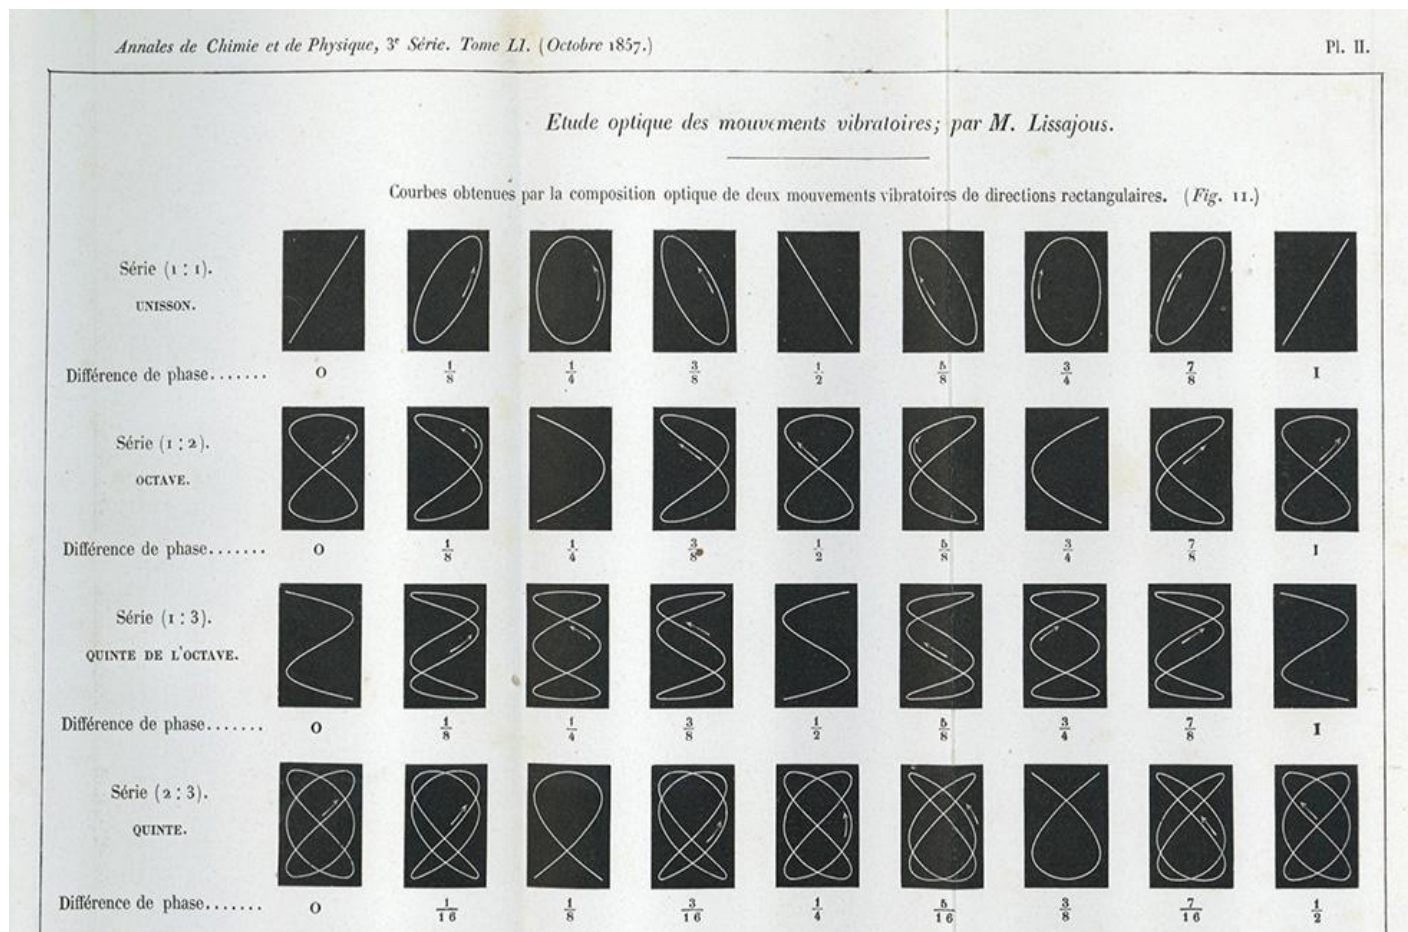 Annales de Chimie et de Physique, 3e Série. Tome LI. (Octobre 1857.) Pl. II.
Etude optique des mouvements vibratoires; par M. Lissajous.
Courbes obtenues par la composition optique de deux mouvements vibratoires de directions rectangulaires. (Fig. 11.)
Série (1 : 1).
UNISSON.
Différence de phase....... 0 1/8 1/4 3/8 1/2 5/8 3/4 7/8 1
Série (1 : 2).
OCTAVE.
Différence de phase....... 0 1/8 1/4 3/8 1/2 5/8 3/4 7/8 1
Série (1 : 3).
QUINTE DE L'OCTAVE.
Différence de phase....... 0 1/8 1/4 3/8 1/2 5/8 3/4 7/8 1
Série (2 : 3).
QUINTE.
Différence de phase....... 0 1/16 1/8 3/16 1/4 5/16 3/8 7/16 1/2